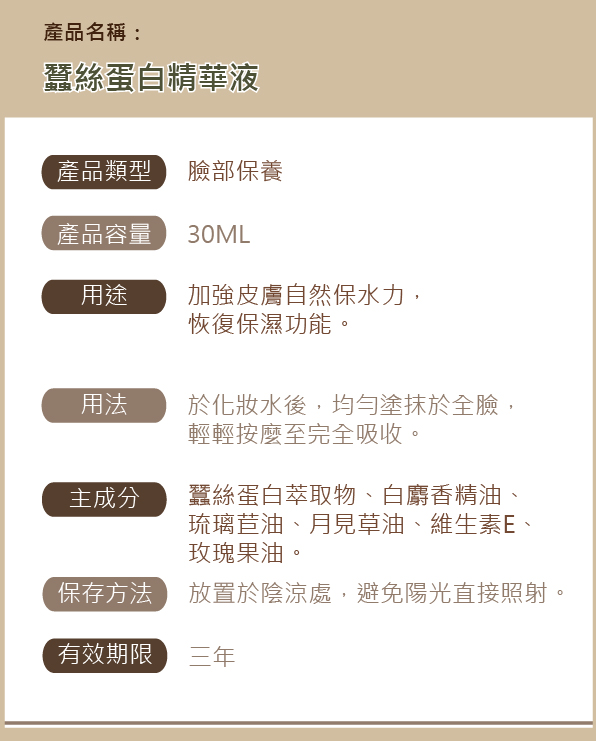 產品名稱：
蠶絲蛋白精華液
產品類型 臉部保養
產品容量 30ML
用途 加強皮膚自然保水力，
恢復保濕功能。
用法 於化妝水後，均勻塗抹於全臉，
輕輕按麼至完全吸收。
主成分 蠶絲蛋白萃取物、白麝香精油、
琉璃苣油、月見草油、維生素E、
玫瑰果油。
保存方法 放置於陰涼處，避免陽光直接照射。
有效期限 三年